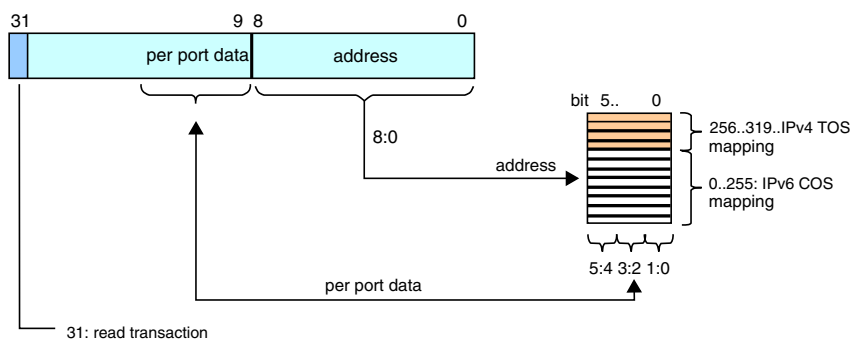 31 9 8 0
per port data address
bit 5.. 0
8:0
256..319..IPv4 TOS
mapping
address
0..255: IPv6 COS
mapping
5:4 3:2 1:0
per port data
31: read transaction